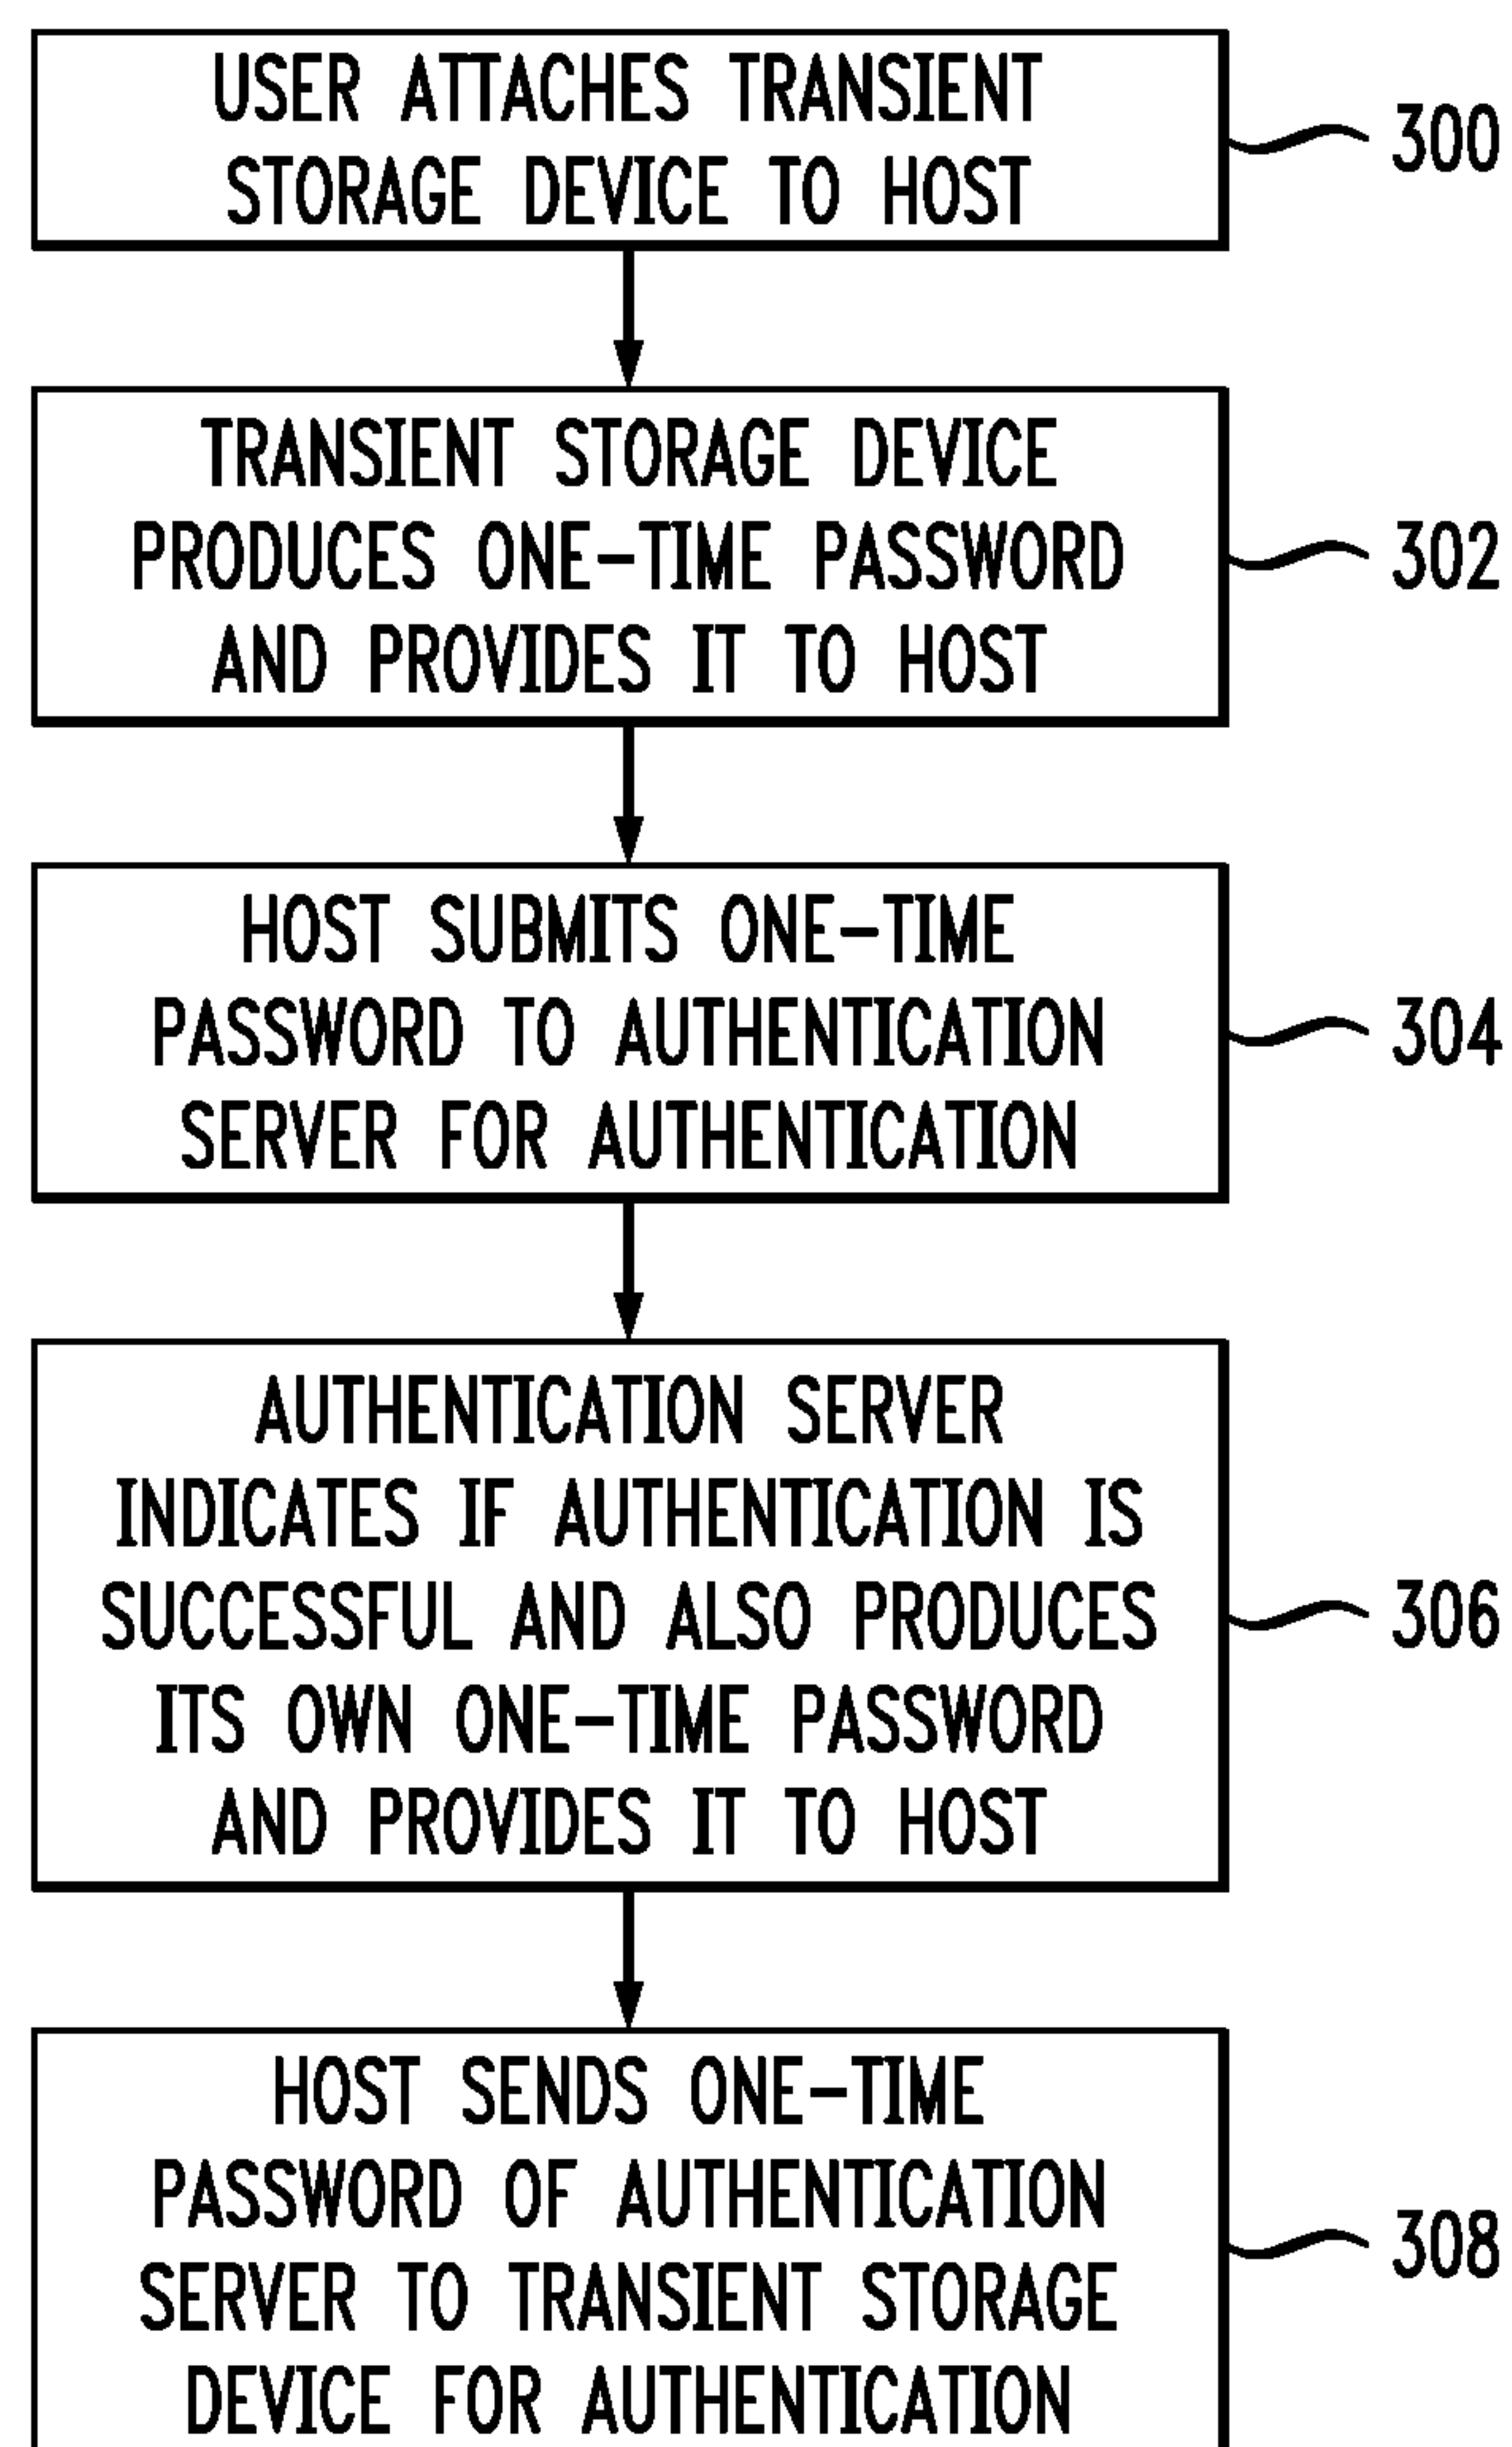 USER ATTACHES TRANSIENT
STORAGE DEVICE TO HOST
300
TRANSIENT STORAGE DEVICE
PRODUCES ONE-TIME PASSWORD
AND PROVIDES IT TO HOST
302
HOST SUBMITS ONE-TIME
PASSWORD TO AUTHENTICATION
SERVER FOR AUTHENTICATION
304
AUTHENTICATION SERVER
INDICATES IF AUTHENTICATION IS
SUCCESSFUL AND ALSO PRODUCES
ITS OWN ONE-TIME PASSWORD
AND PROVIDES IT TO HOST
306
HOST SENDS ONE-TIME
PASSWORD OF AUTHENTICATION
SERVER TO TRANSIENT STORAGE
DEVICE FOR AUTHENTICATION
308